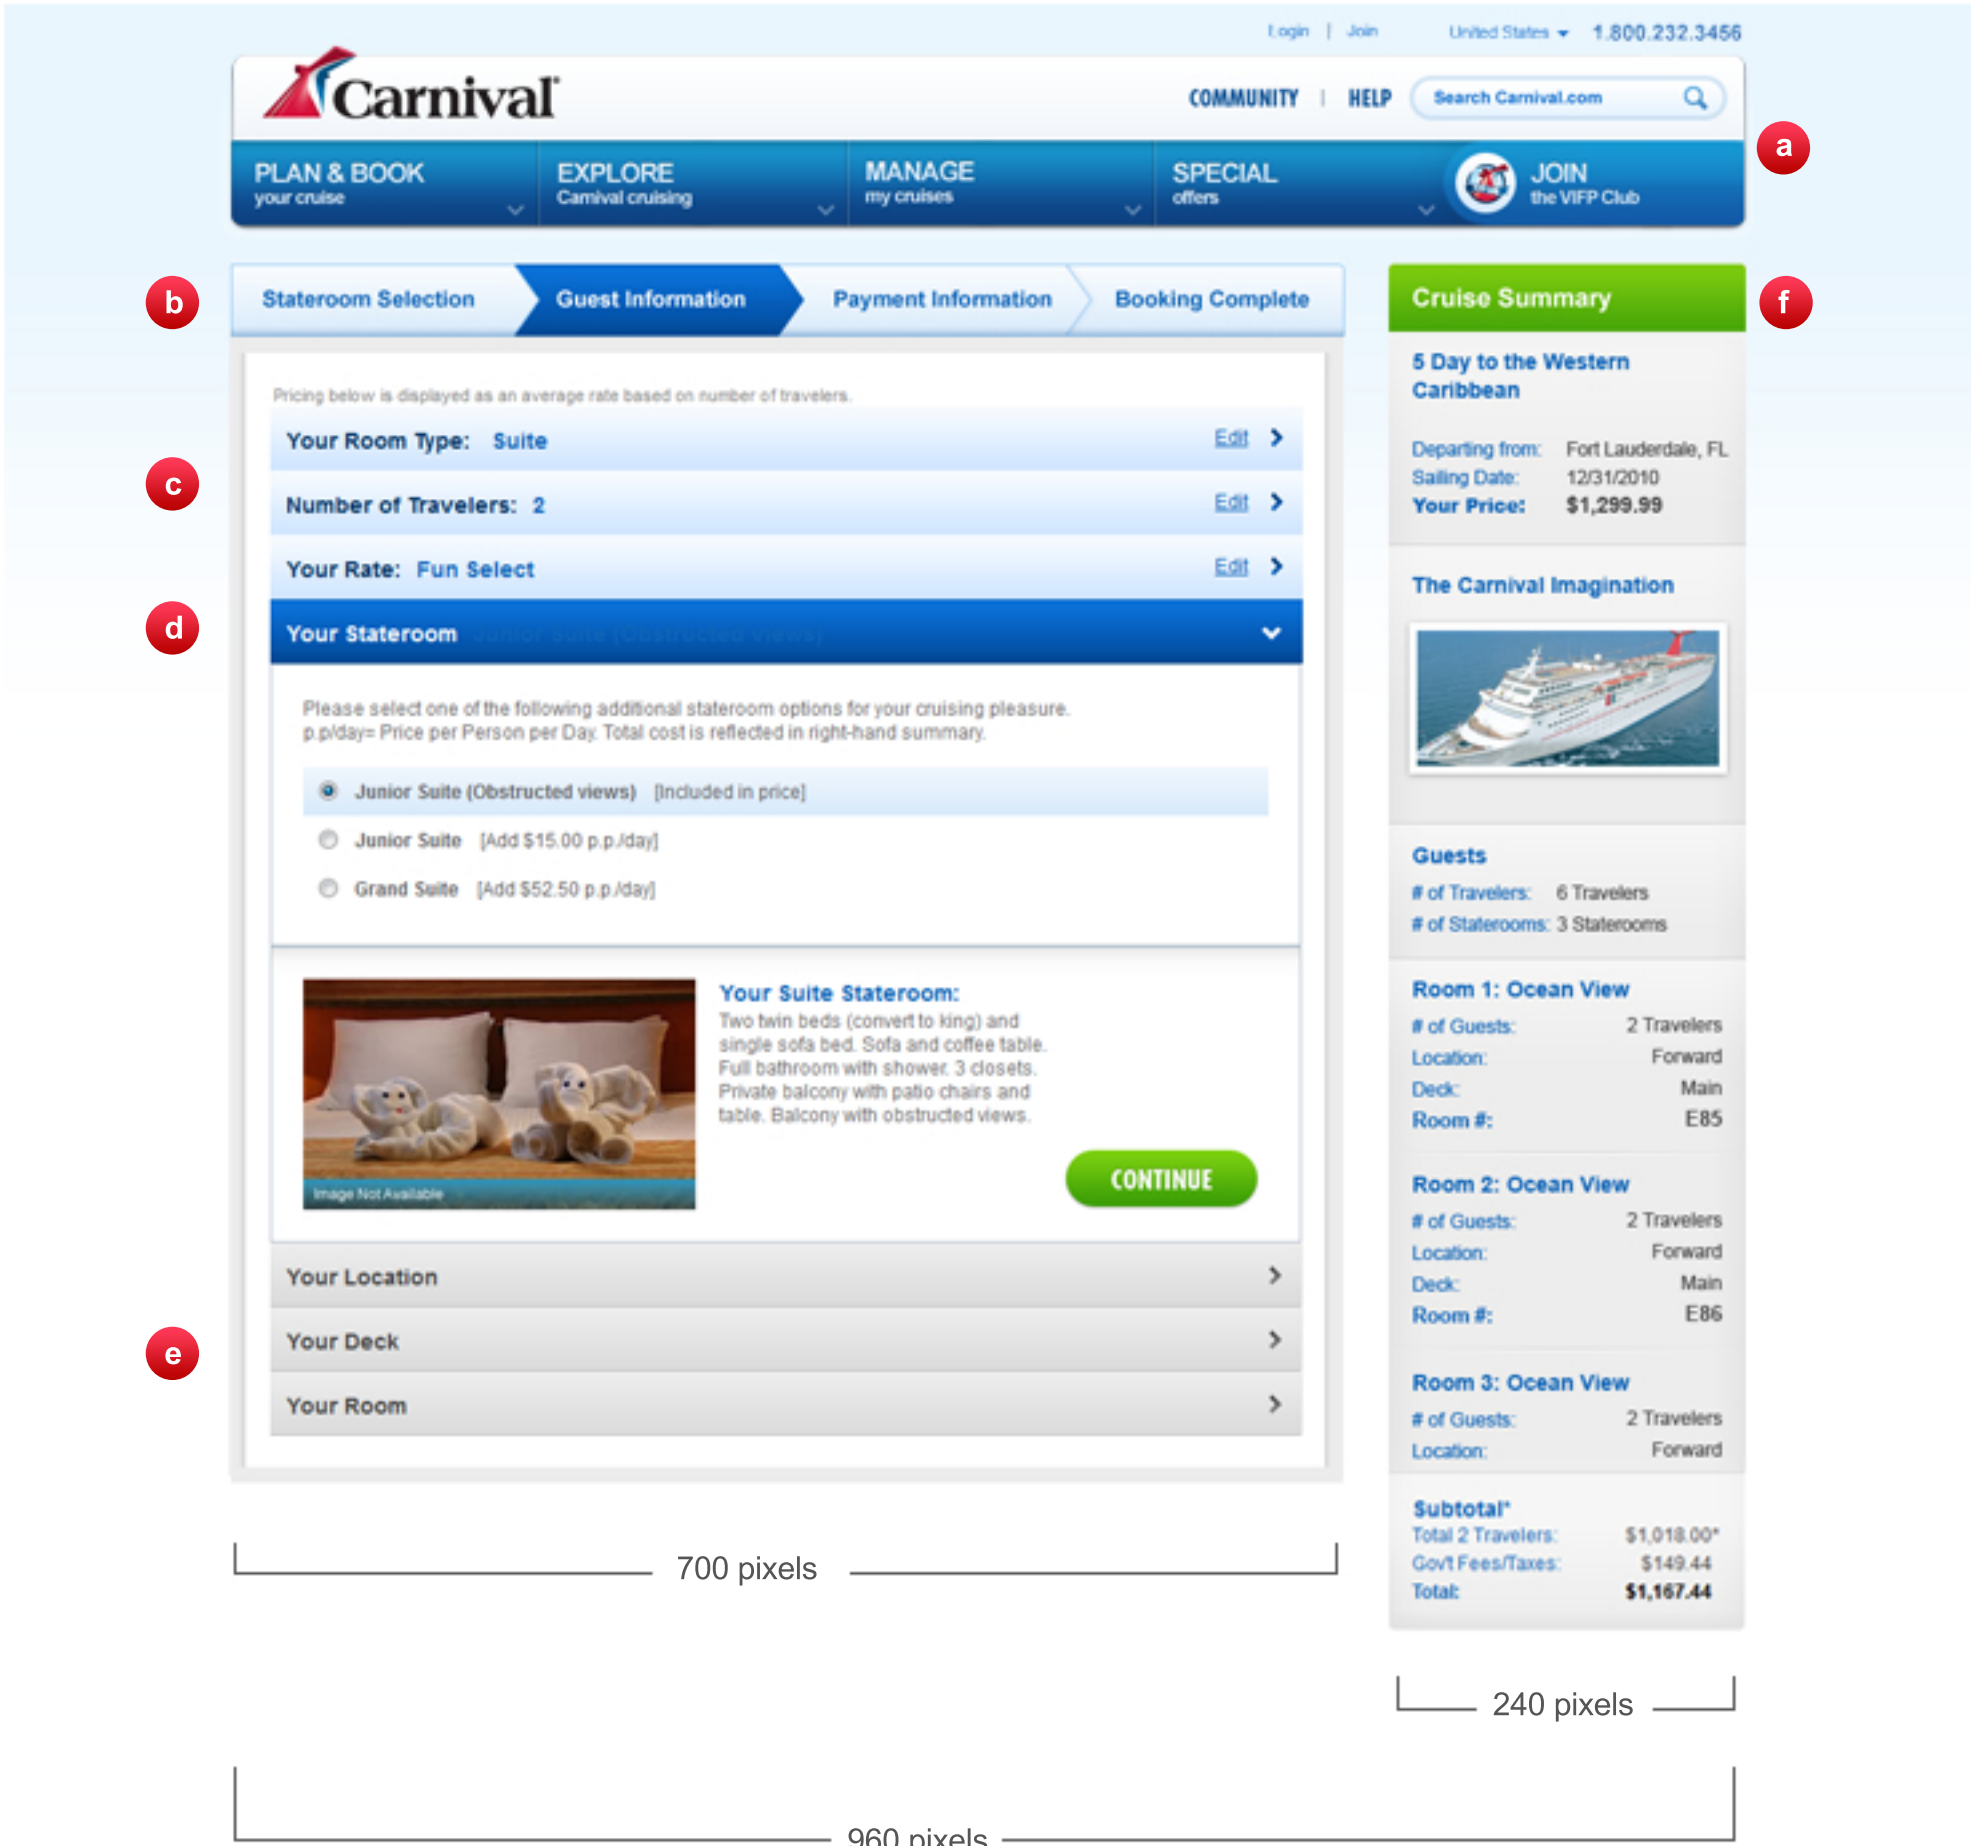 Login | Join United States 1.800.232.3456
Carnival
COMMUNITY | HELP Search Carnival.com
a
PLAN & BOOK
your cruise
EXPLORE
Carnival cruising
MANAGE
my cruises
SPECIAL
offers
JOIN
the VIFP Club
b
Stateroom Selection Guest Information Payment Information Booking Complete
Pricing below is displayed as an average rate based on number of travelers.
Your Room Type: Suite Edit
c
Number of Travelers: 2 Edit
Your Rate: Fun Select Edit
d
Your Stateroom Junior Suite (Obstructed Views)
Please select one of the following additional stateroom options for your cruising pleasure.
p.p/day= Price per Person per Day. Total cost is reflected in right-hand summary.
Junior Suite (Obstructed views) [Included in price]
Junior Suite [Add $15.00 p.p./day]
Grand Suite [Add $52.50 p.p./day]
Image Not Available
Your Suite Stateroom:
Two twin beds (convert to king) and
single sofa bed. Sofa and coffee table.
Full bathroom with shower. 3 closets.
Private balcony with patio chairs and
table. Balcony with obstructed views.
CONTINUE
Your Location
Your Deck
e
Your Room
Cruise Summary
f
5 Day to the Western
Caribbean
Departing from: Fort Lauderdale, FL
Sailing Date: 12/31/2010
Your Price: $1,299.99
The Carnival Imagination
Guests
# of Travelers: 6 Travelers
# of Staterooms: 3 Staterooms
Room 1: Ocean View
# of Guests: 2 Travelers
Location: Forward
Deck: Main
Room #: E85
Room 2: Ocean View
# of Guests: 2 Travelers
Location: Forward
Deck: Main
Room #: E86
Room 3: Ocean View
# of Guests: 2 Travelers
Location: Forward
Subtotal*
Total 2 Travelers: $1,018.00*
Gov't Fees/Taxes: $149.44
Total: $1,167.44
700 pixels
240 pixels
960 pixels